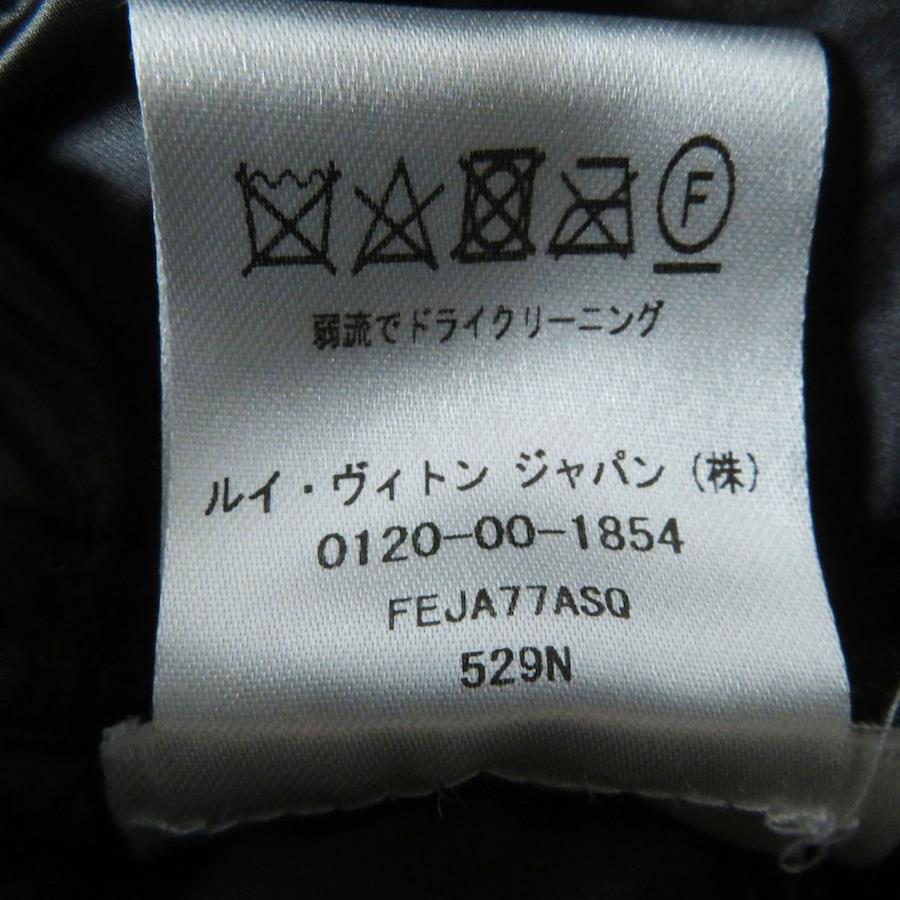 F
弱流でドライクリーニング
ルイ・ヴィトン ジャパン (株)
0120-00-1854
FEJA77ASQ
529N